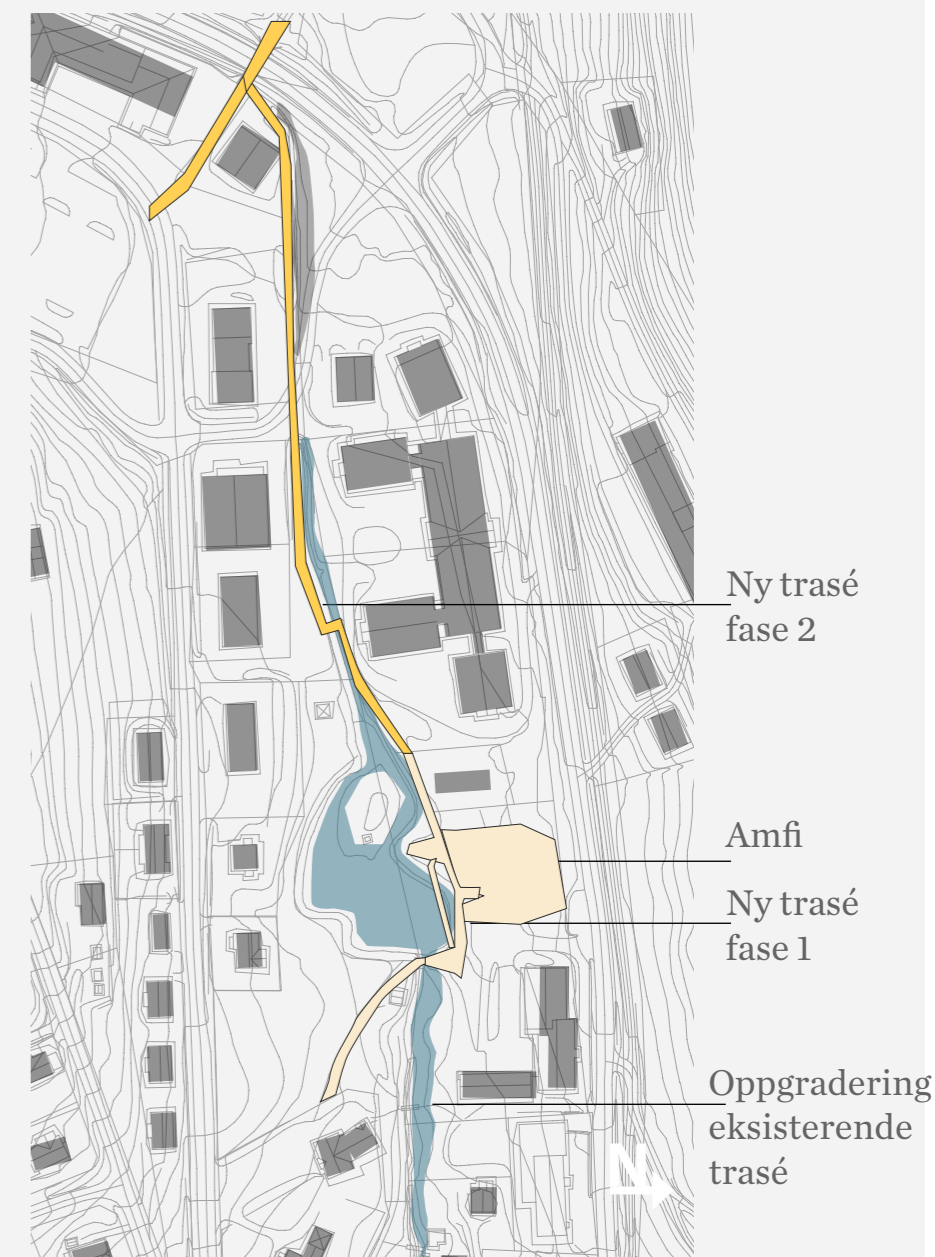 Ny trasé
fase 2
Amfi
Ny trasé
fase 1
Oppgradering
eksisterende
trasé
N